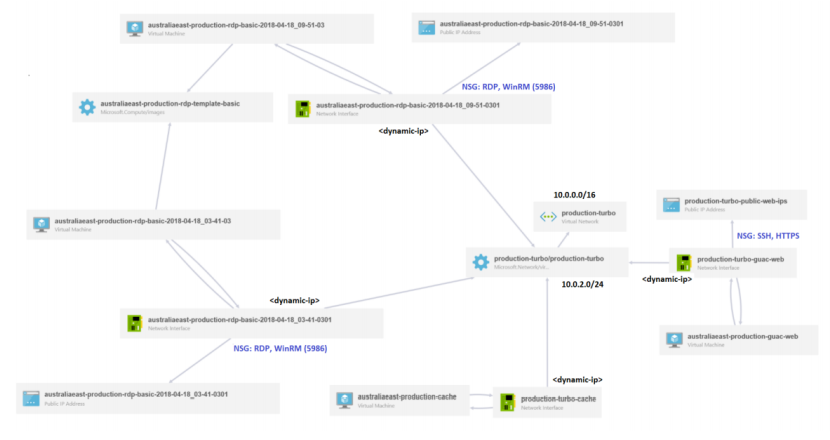 australiaeast-production-rdp-basic-2018-04-18_09-51-03
Virtual Machine
australiaeast-production-rdp-basic-2018-04-18_09-51-0301
Public IP Address
NSG: RDP, WinRM (5986)
australiaeast-production-rdp-template-basic
Microsoft.Compute/images
australiaeast-production-rdp-basic-2018-04-18_09-51-0301
Network Interface
<dynamic-ip>
10.0.0.0/16
production-turbo
Virtual Network
production-turbo-public-web-ips
Public IP Address
NSG: SSH, HTTPS
australiaeast-production-rdp-basic-2018-04-18_03-41-03
Virtual Machine
production-turbo/production-turbo
Microsoft.Network/vir...
10.0.2.0/24
production-turbo-guac-web
Network Interface
<dynamic-ip>
<dynamic-ip>
australiaeast-production-rdp-basic-2018-04-18_03-41-0301
Network Interface
NSG: RDP, WinRM (5986)
australiaeast-production-guac-web
Virtual Machine
<dynamic-ip>
australiaeast-production-rdp-basic-2018-04-18_03-41-0301
Public IP Address
australiaeast-production-cache
Virtual Machine
production-turbo-cache
Network Interface